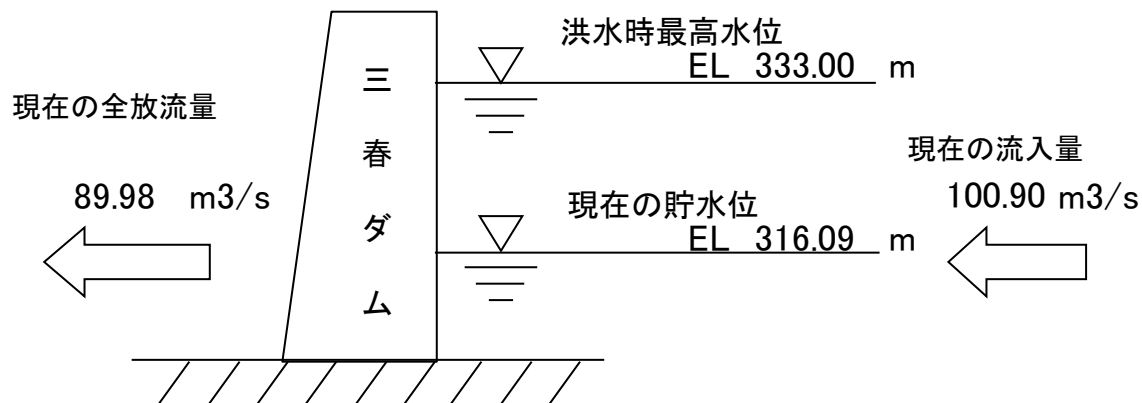 洪水時最高水位
EL 333.00 m
現在の全放流量
89.98 m3/s
三春ダム
現在の流入量
100.90 m3/s
現在の貯水位
EL 316.09 m